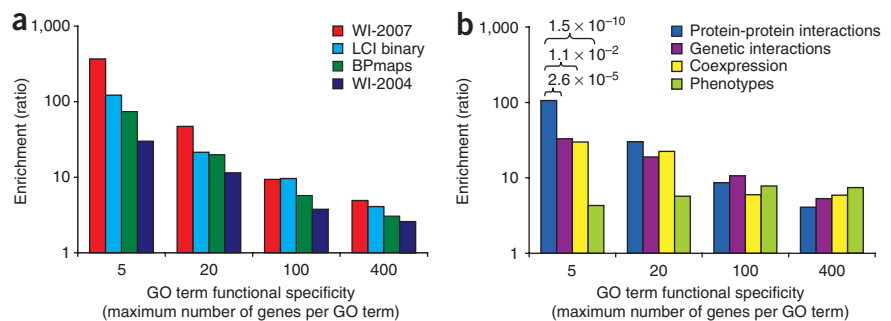 a
1,000
100
10
1
Enrichment (ratio)
WI-2007
LCI binary
BPmaps
WI-2004
5 20 100 400
GO term functional specificity
(maximum number of genes per GO term)
b
1,000
100
10
1
Enrichment (ratio)
1.5 × 10⁻¹⁰
1.1 × 10⁻²
2.6 × 10⁻⁵
Protein-protein interactions
Genetic interactions
Coexpression
Phenotypes
5 20 100 400
GO term functional specificity
(maximum number of genes per GO term)